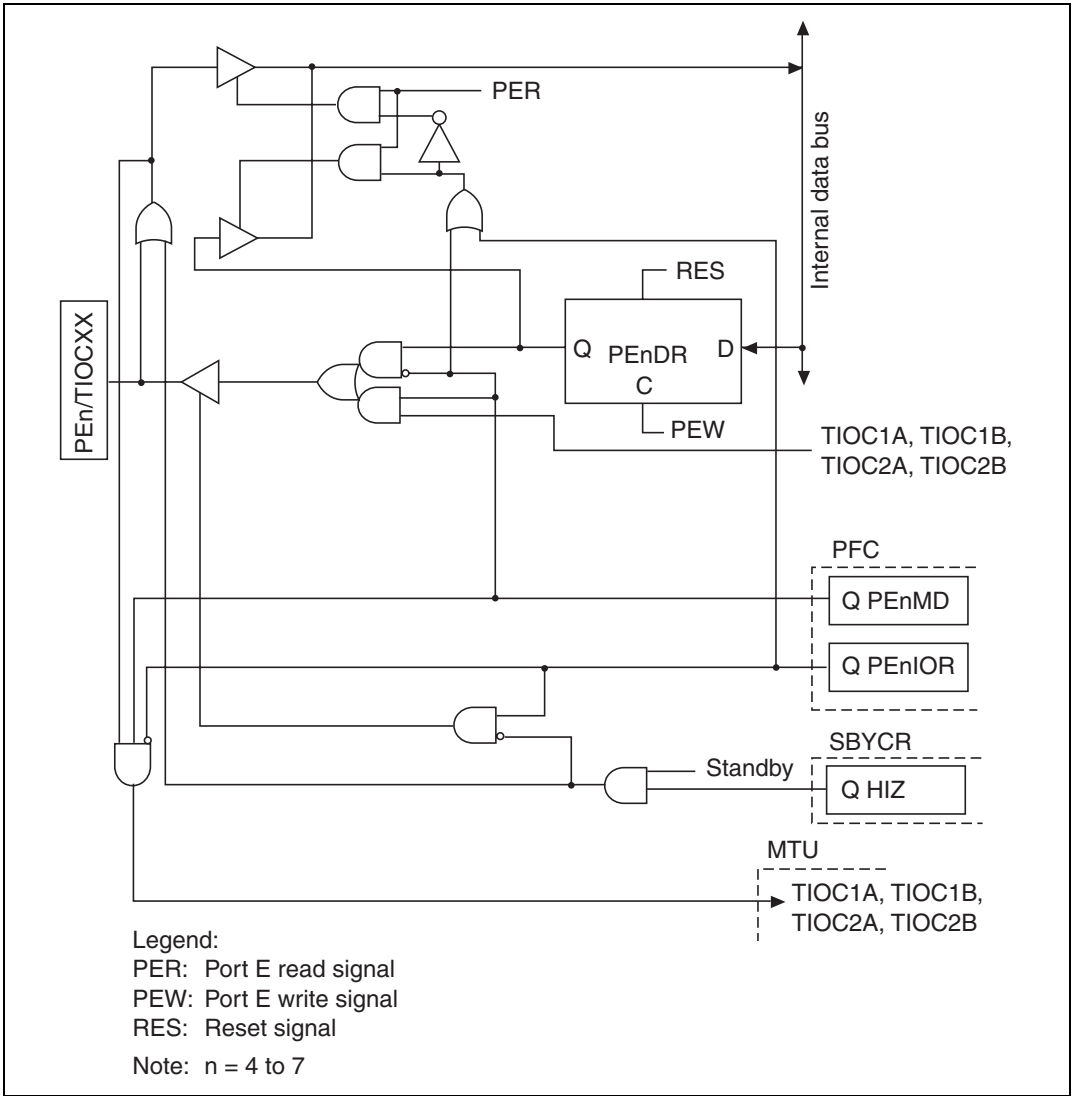 PER
Internal data bus
RES
Q PEnDR D
C
PEW
PEn/TIOCXX
TIOC1A, TIOC1B,
TIOC2A, TIOC2B
PFC
Q PEnMD
Q PEnIOR
SBYCR
Standby
Q HIZ
MTU
TIOC1A, TIOC1B,
TIOC2A, TIOC2B
Legend:
PER: Port E read signal
PEW: Port E write signal
RES: Reset signal
Note: n = 4 to 7